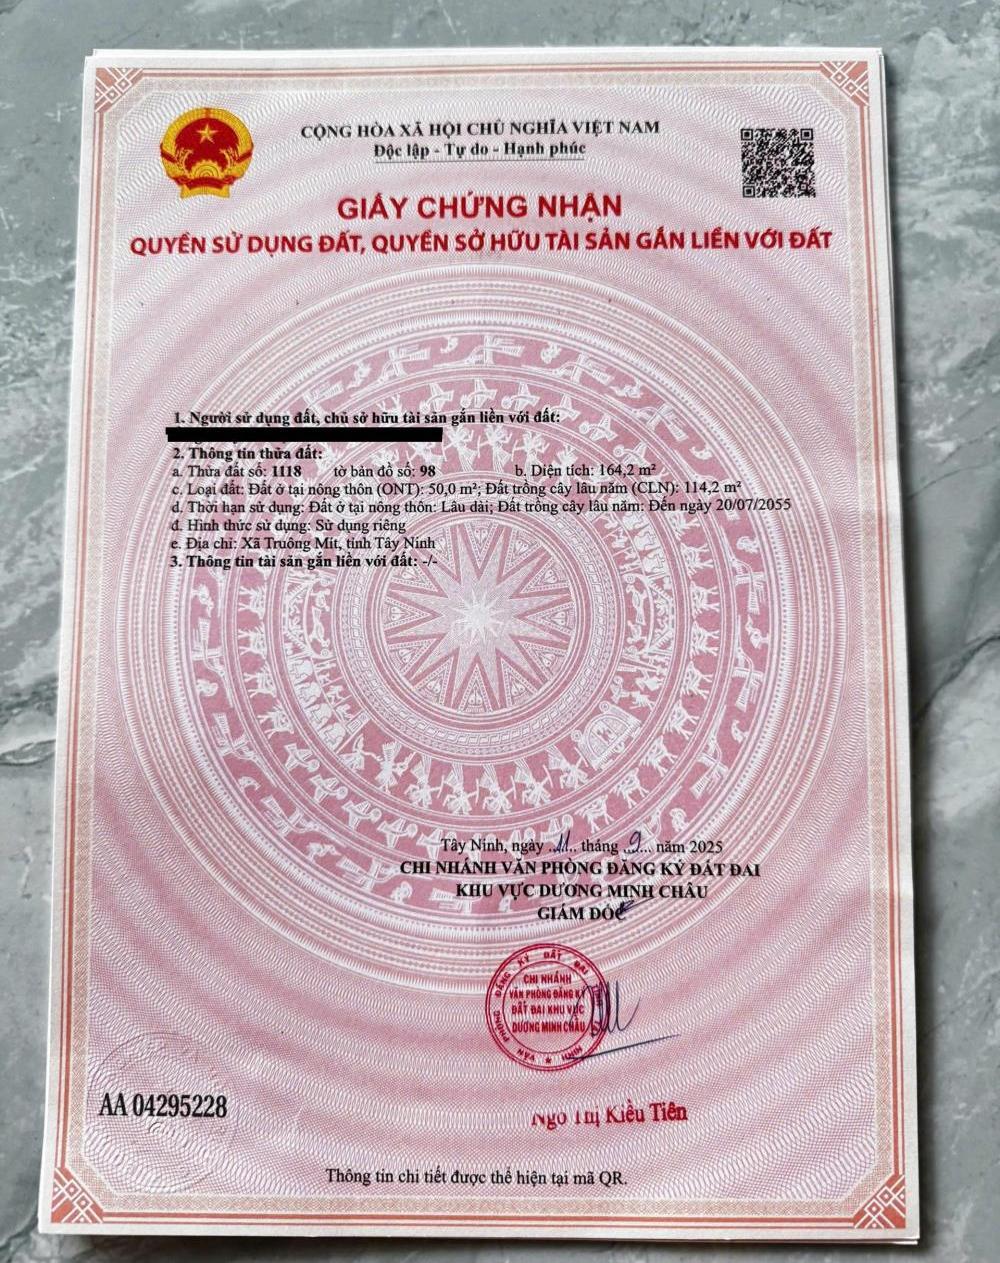 CỘNG HÒA XÃ HỘI CHỦ NGHĨA VIỆT NAM
Độc lập - Tự do - Hạnh phúc
GIẤY CHỨNG NHẬN
QUYỀN SỬ DỤNG ĐẤT, QUYỀN SỞ HỮU TÀI SẢN GẮN LIỀN VỚI ĐẤT
1. Người sử dụng đất, chủ sở hữu tài sản gắn liền với đất:
2. Thông tin thửa đất:
a. Thửa đất số: 1118 tờ bản đồ số: 98 b. Diện tích: 164,2 m²
c. Loại đất: Đất ở tại nông thôn (ONT): 50,0 m²; Đất trồng cây lâu năm (CLN): 114,2 m²
d. Thời hạn sử dụng: Đất ở tại nông thôn: Lâu dài; Đất trồng cây lâu năm: Đến ngày 20/07/2055
đ. Hình thức sử dụng: Sử dụng riêng
e. Địa chỉ: Xã Truông Mít, tỉnh Tây Ninh
3. Thông tin tài sản gắn liền với đất: -/-
Tây Ninh, ngày ..11.. tháng ..9... năm 2025
CHI NHÁNH VĂN PHÒNG ĐĂNG KÝ ĐẤT ĐAI
KHU VỰC DƯƠNG MINH CHÂU
GIÁM ĐỐC
VĂN PHÒNG ĐĂNG KÝ ĐẤT ĐAI TỈNH TÂY NINH
CHI NHÁNH
VĂN PHÒNG ĐĂNG KÝ
ĐẤT ĐAI KHU VỰC
DƯƠNG MINH CHÂU
Ngô Thị Kiều Tiên
AA 04295228
Thông tin chi tiết được thể hiện tại mã QR.